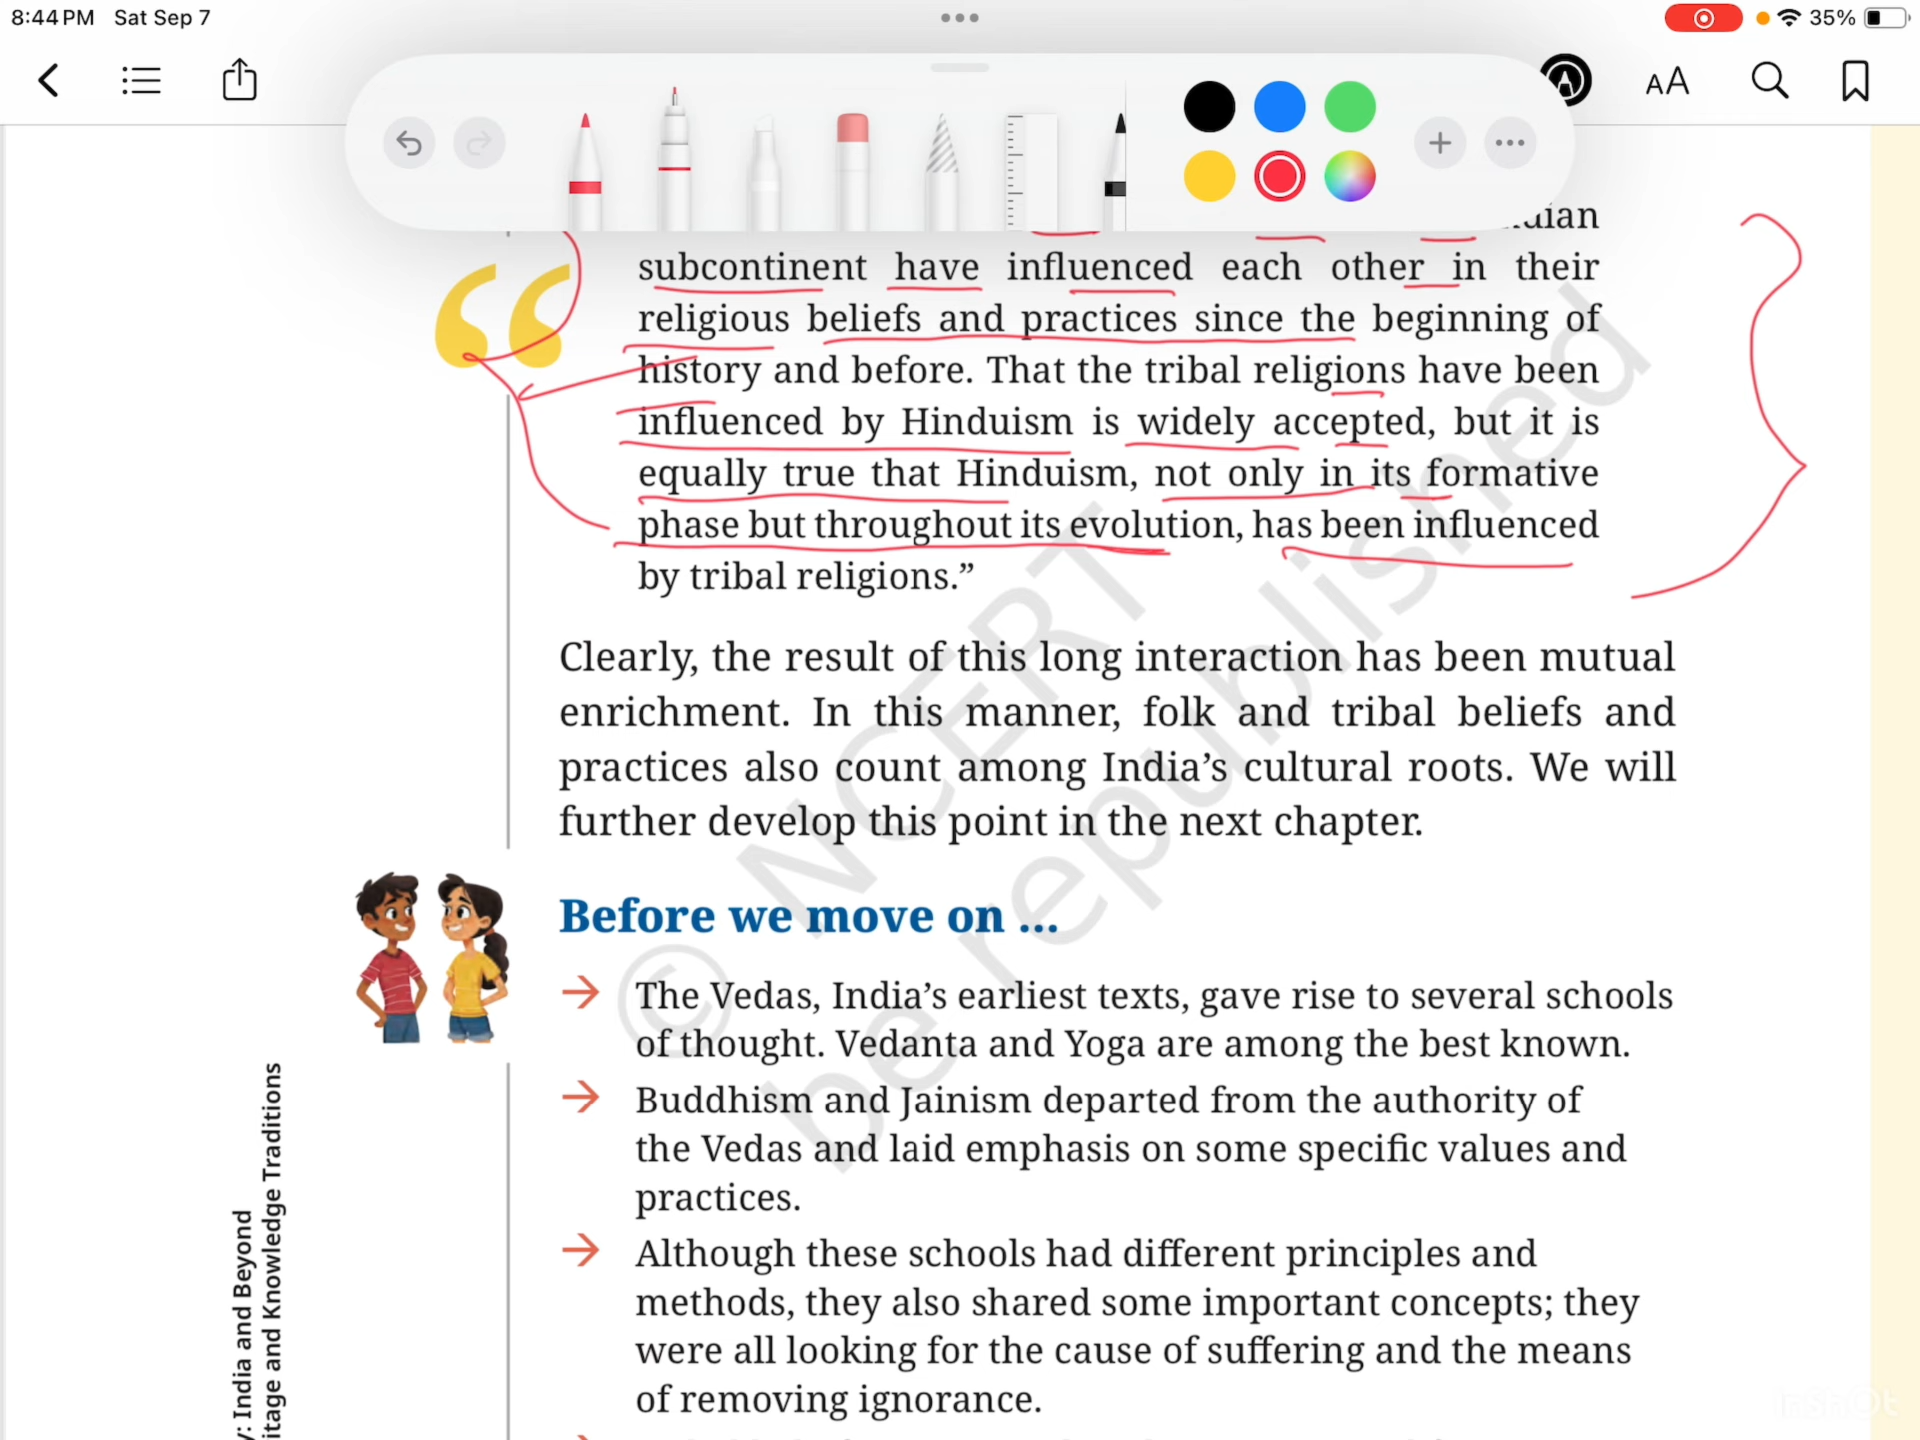 8:44 PM Sat Sep 7
35%
AA
subcontinent have influenced each other in their
religious beliefs and practices since the beginning of
history and before. That the tribal religions have been
influenced by Hinduism is widely accepted, but it is
equally true that Hinduism, not only in its formative
phase but throughout its evolution, has been influenced
by tribal religions.”
Clearly, the result of this long interaction has been mutual
enrichment. In this manner, folk and tribal beliefs and
practices also count among India’s cultural roots. We will
further develop this point in the next chapter.
Before we move on ...
→ The Vedas, India’s earliest texts, gave rise to several schools
of thought. Vedanta and Yoga are among the best known.
→ Buddhism and Jainism departed from the authority of
the Vedas and laid emphasis on some specific values and
practices.
→ Although these schools had different principles and
methods, they also shared some important concepts; they
were all looking for the cause of suffering and the means
of removing ignorance.
: India and Beyond
itage and Knowledge Traditions
© NCERT
be republished
InShOt